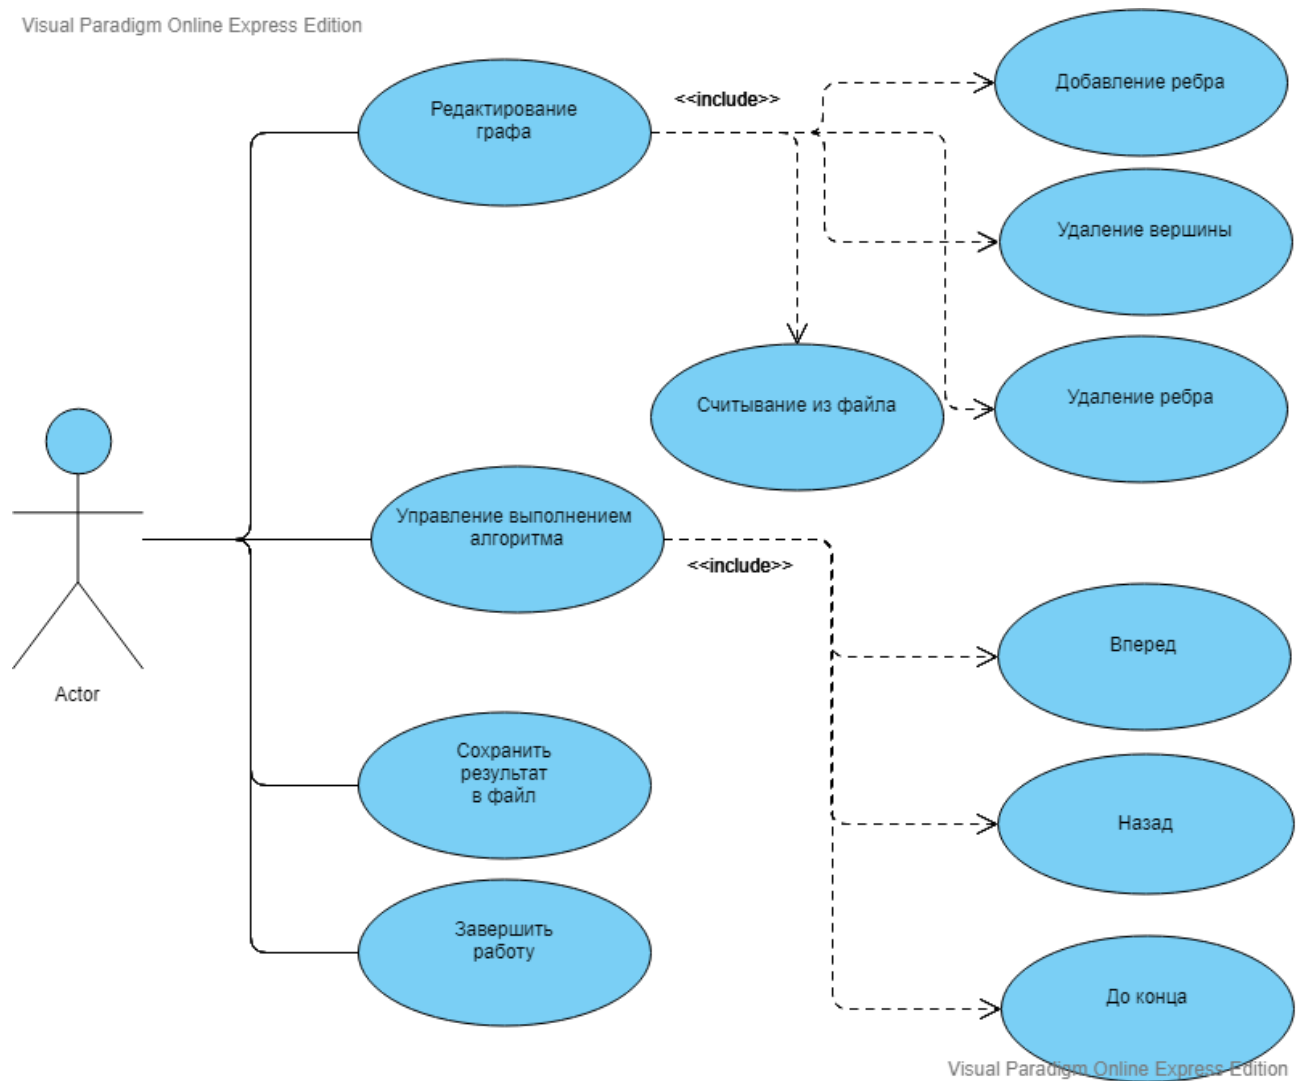 Visual Paradigm Online Express Edition
Редактирование
графа
<<include>>
Добавление ребра
Удаление вершины
Считывание из файла
Удаление ребра
Управление выполнением
алгоритма
<<include>>
Вперед
Actor
Сохранить
результат
в файл
Назад
Завершить
работу
До конца
Visual Paradigm Online Express Edition